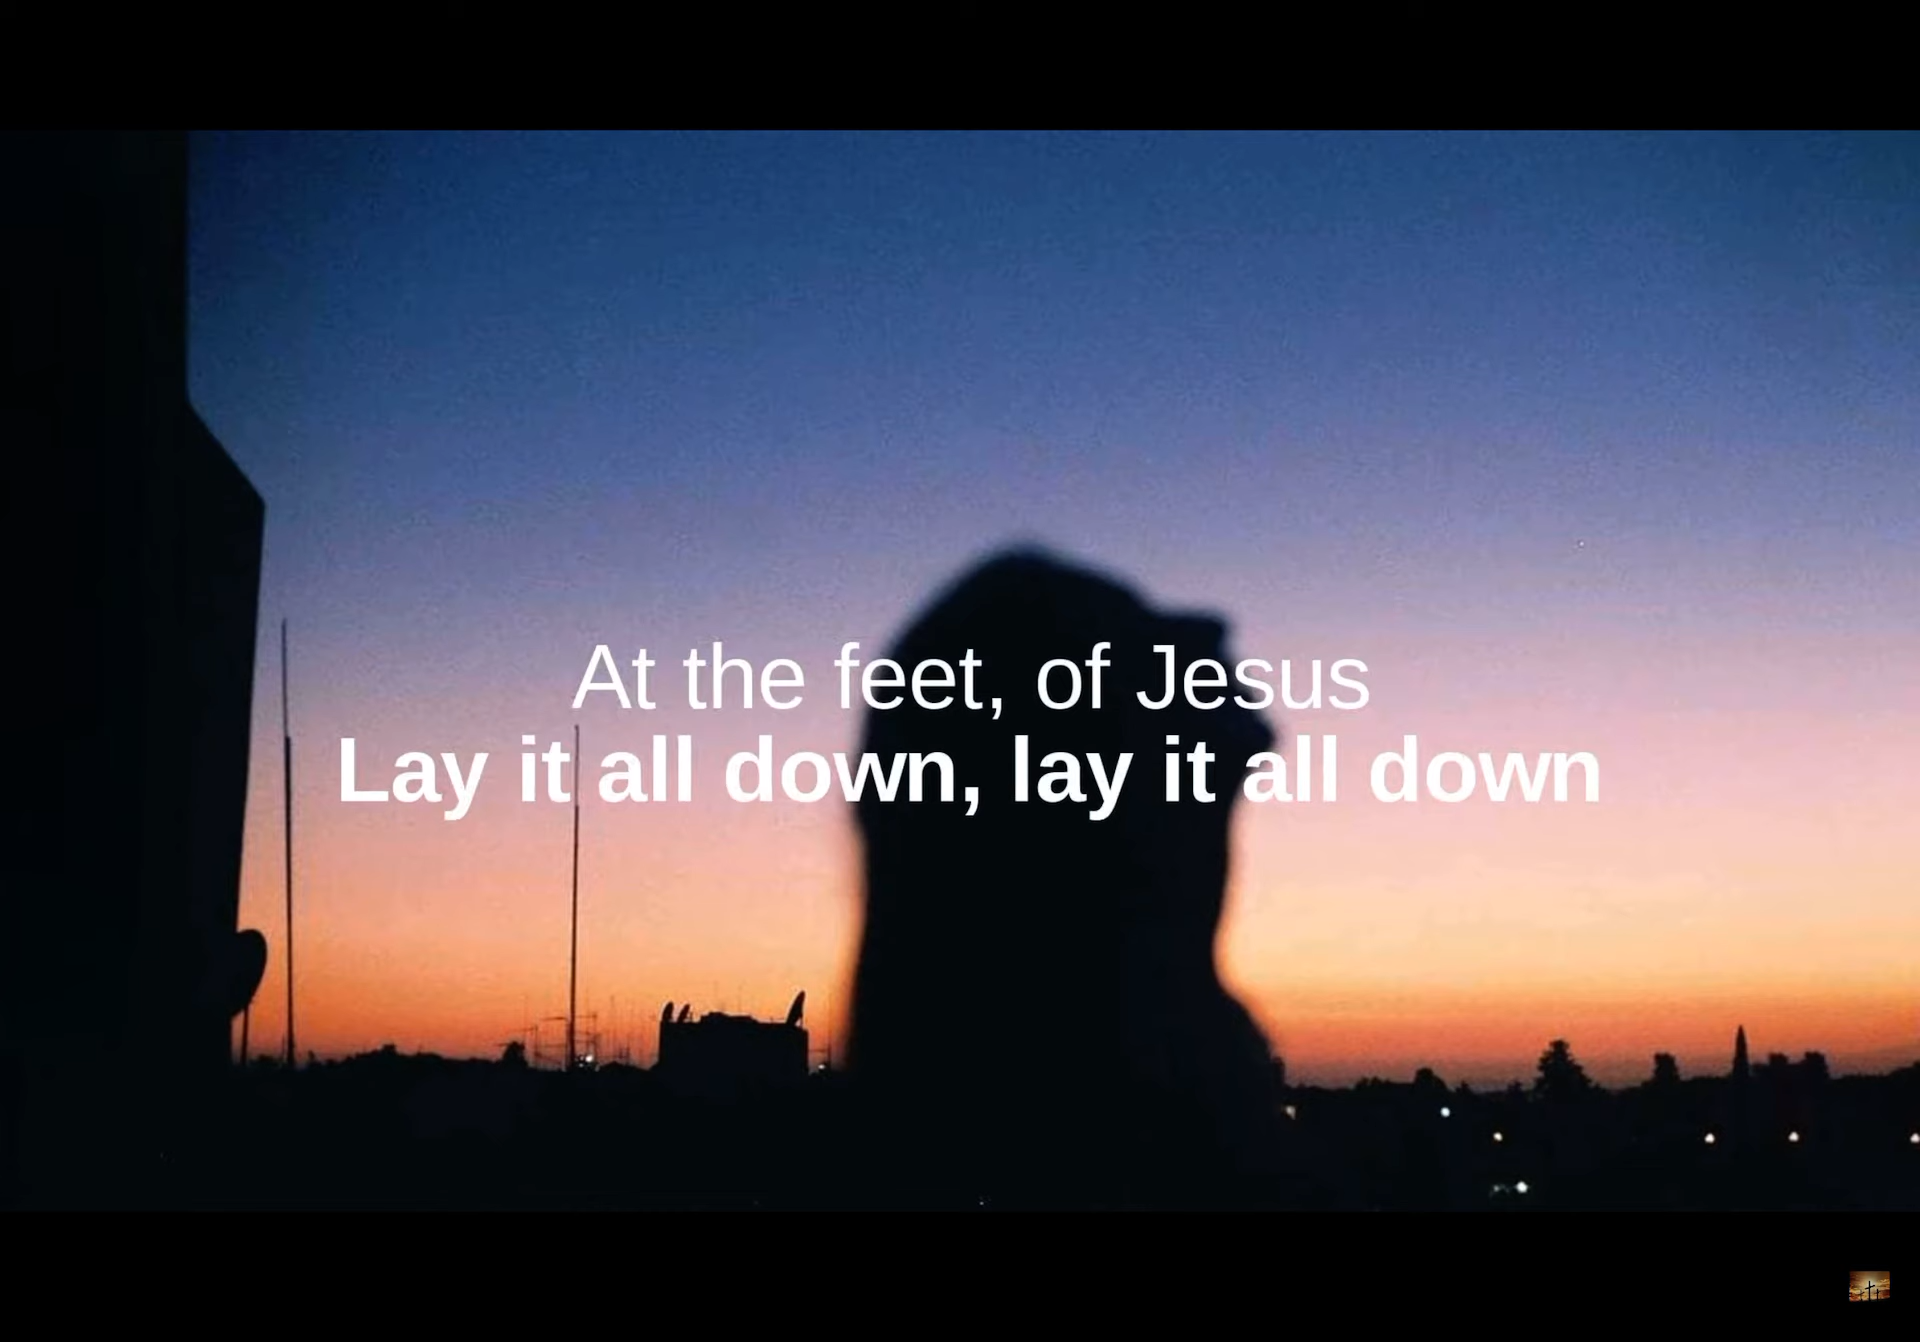 At the feet, of Jesus
Lay it all down, lay it all down